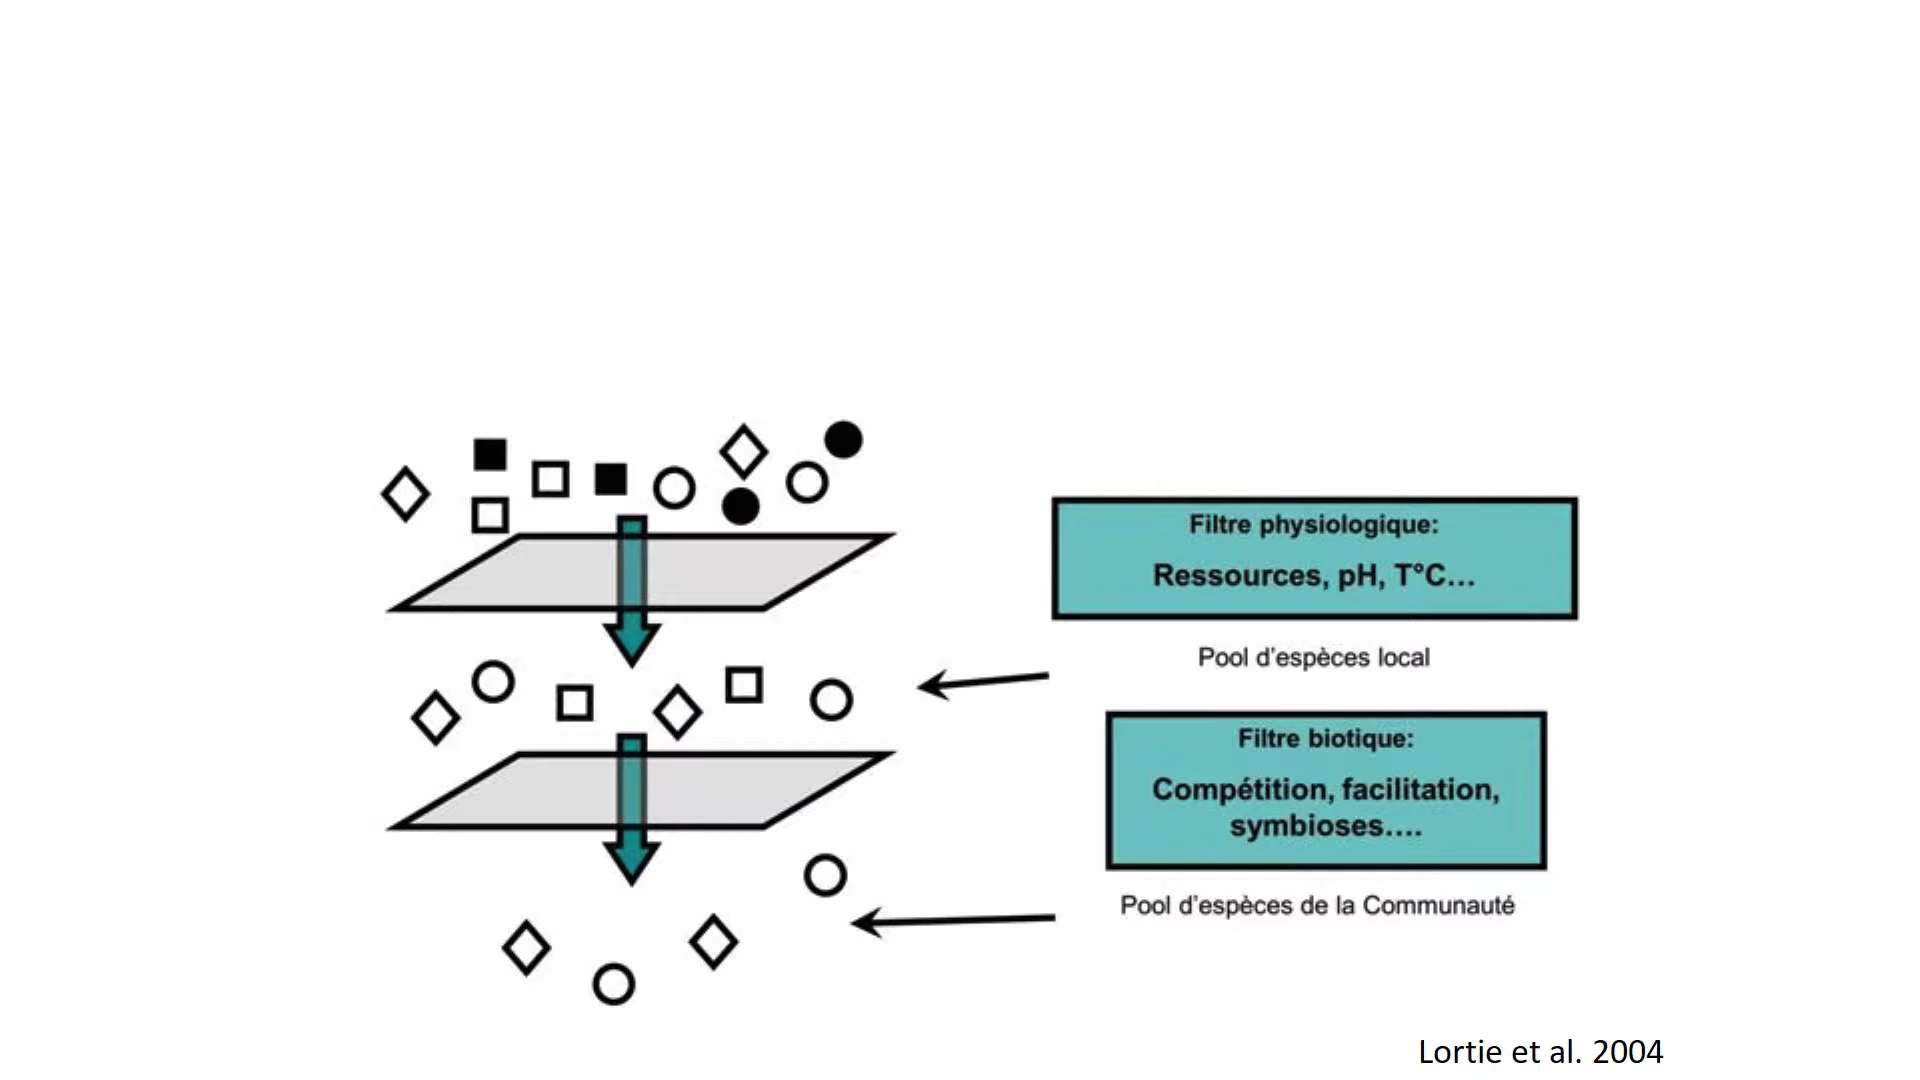 Filtre physiologique:
Ressources, pH, T°C...
Pool d'espèces local
Filtre biotique:
Compétition, facilitation,
symbioses....
Pool d'espèces de la Communauté
Lortie et al. 2004